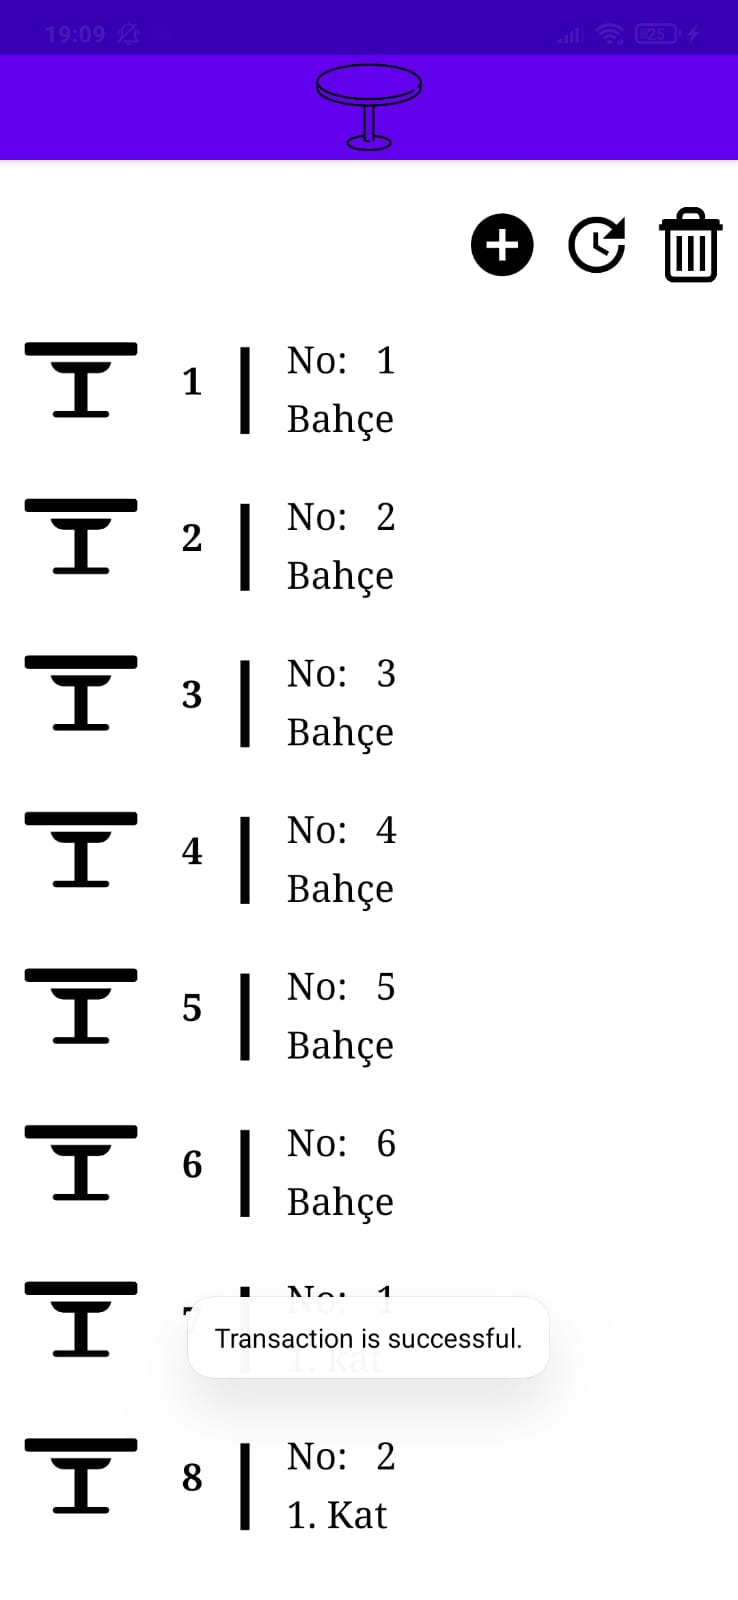 19:09
25
1
No: 1
Bahçe
2
No: 2
Bahçe
3
No: 3
Bahçe
4
No: 4
Bahçe
5
No: 5
Bahçe
6
No: 6
Bahçe
7
No: 1
1. Kat
Transaction is successful.
8
No: 2
1. Kat